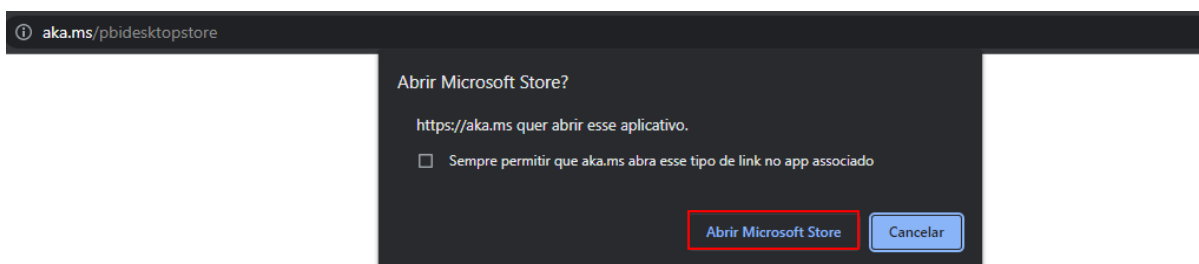 aka.ms/pbidesktopstore
Abrir Microsoft Store?
https://aka.ms quer abrir esse aplicativo.
Sempre permitir que aka.ms abra esse tipo de link no app associado
Abrir Microsoft Store
Cancelar